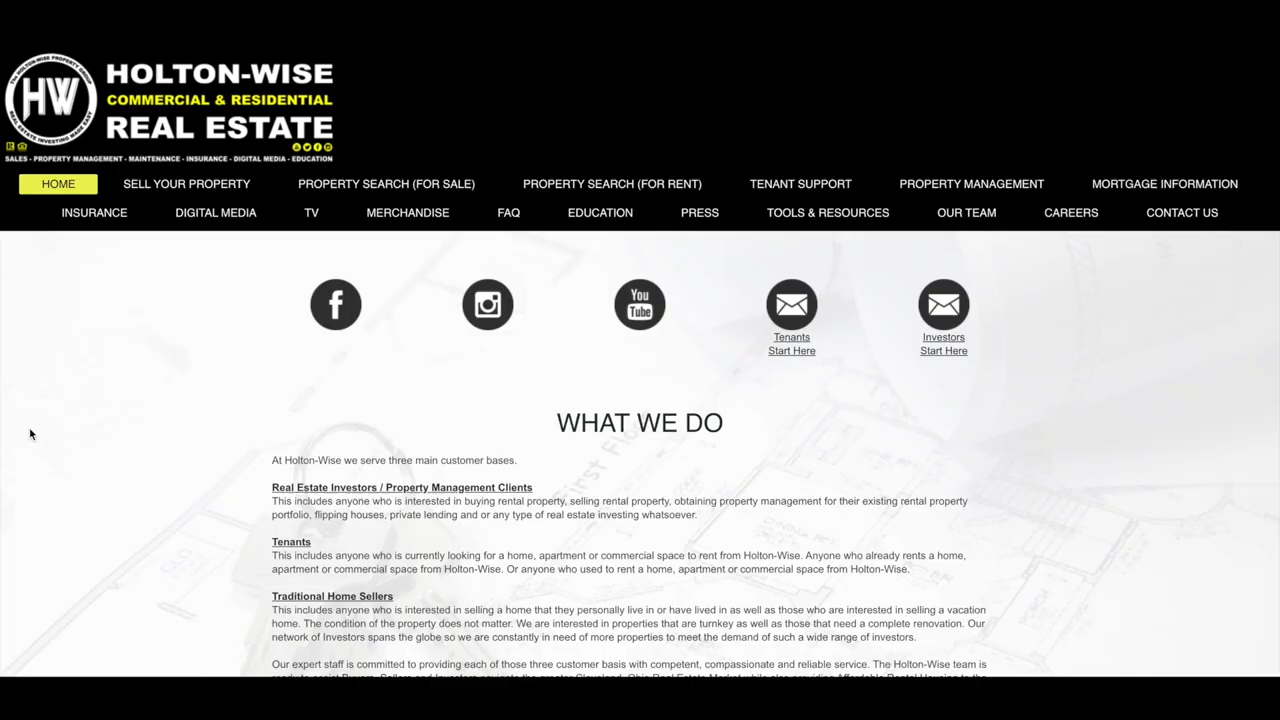 THE HOLTON-WISE PROPERTY GROUP
HW
REAL ESTATE INVESTING MADE EASY
HOLTON-WISE
COMMERCIAL & RESIDENTIAL
REAL ESTATE
SALES - PROPERTY MANAGEMENT - MAINTENANCE - INSURANCE - DIGITAL MEDIA - EDUCATION
HOME SELL YOUR PROPERTY PROPERTY SEARCH (FOR SALE) PROPERTY SEARCH (FOR RENT) TENANT SUPPORT PROPERTY MANAGEMENT MORTGAGE INFORMATION
INSURANCE DIGITAL MEDIA TV MERCHANDISE FAQ EDUCATION PRESS TOOLS & RESOURCES OUR TEAM CAREERS CONTACT US
f You Tube
Tenants Investors
Start Here Start Here
First Flo
WHAT WE DO
At Holton-Wise we serve three main customer bases.
Real Estate Investors / Property Management Clients
This includes anyone who is interested in buying rental property, selling rental property, obtaining property management for their existing rental property
portfolio, flipping houses, private lending and or any type of real estate investing whatsoever.
Tenants
This includes anyone who is currently looking for a home, apartment or commercial space to rent from Holton-Wise. Anyone who already rents a home,
apartment or commercial space from Holton-Wise. Or anyone who used to rent a home, apartment or commercial space from Holton-Wise.
Traditional Home Sellers
This includes anyone who is interested in selling a home that they personally live in or have lived in as well as those who are interested in selling a vacation
home. The condition of the property does not matter. We are interested in properties that are turnkey as well as those that need a complete renovation. Our
network of Investors spans the globe so we are constantly in need of more properties to meet the demand of such a wide range of investors.
Our expert staff is committed to providing each of those three customer basis with competent, compassionate and reliable service. The Holton-Wise team is